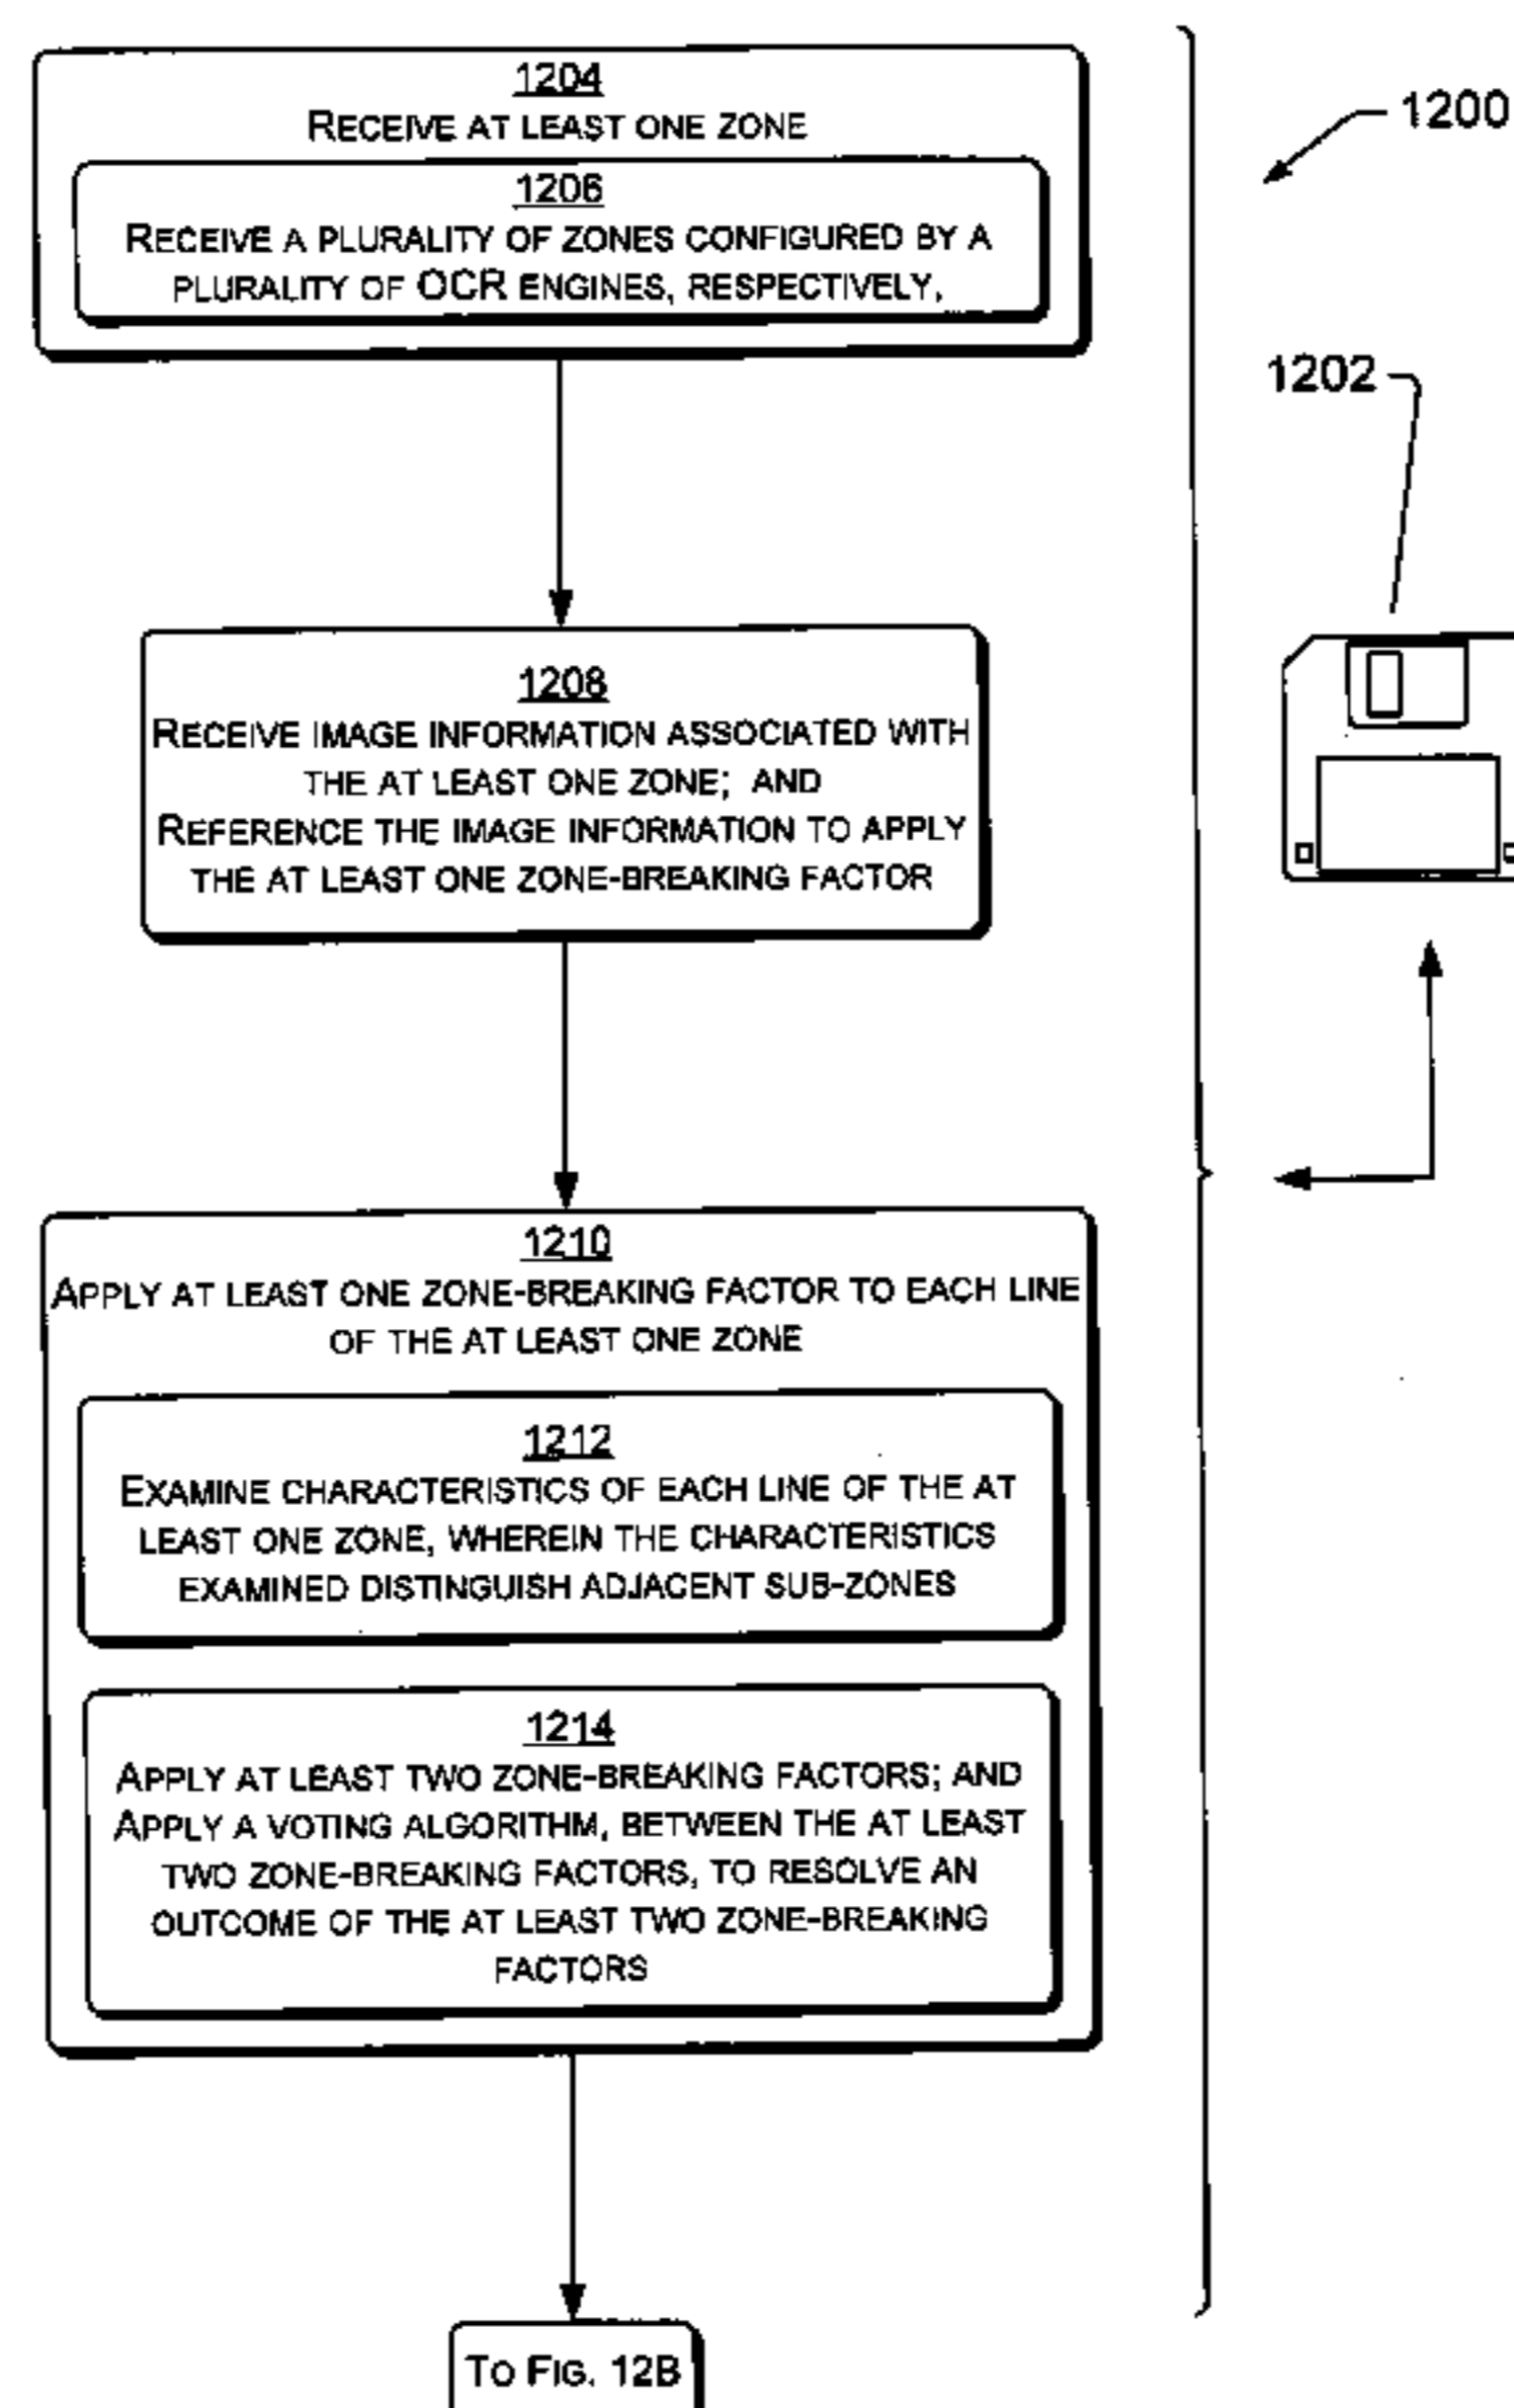 1204
RECEIVE AT LEAST ONE ZONE
1206
RECEIVE A PLURALITY OF ZONES CONFIGURED BY A
PLURALITY OF OCR ENGINES, RESPECTIVELY,
1200
1202
1208
RECEIVE IMAGE INFORMATION ASSOCIATED WITH
THE AT LEAST ONE ZONE; AND
REFERENCE THE IMAGE INFORMATION TO APPLY
THE AT LEAST ONE ZONE-BREAKING FACTOR
1210
APPLY AT LEAST ONE ZONE-BREAKING FACTOR TO EACH LINE
OF THE AT LEAST ONE ZONE
1212
EXAMINE CHARACTERISTICS OF EACH LINE OF THE AT
LEAST ONE ZONE, WHEREIN THE CHARACTERISTICS
EXAMINED DISTINGUISH ADJACENT SUB-ZONES
1214
APPLY AT LEAST TWO ZONE-BREAKING FACTORS; AND
APPLY A VOTING ALGORITHM, BETWEEN THE AT LEAST
TWO ZONE-BREAKING FACTORS, TO RESOLVE AN
OUTCOME OF THE AT LEAST TWO ZONE-BREAKING
FACTORS
TO FIG. 12B